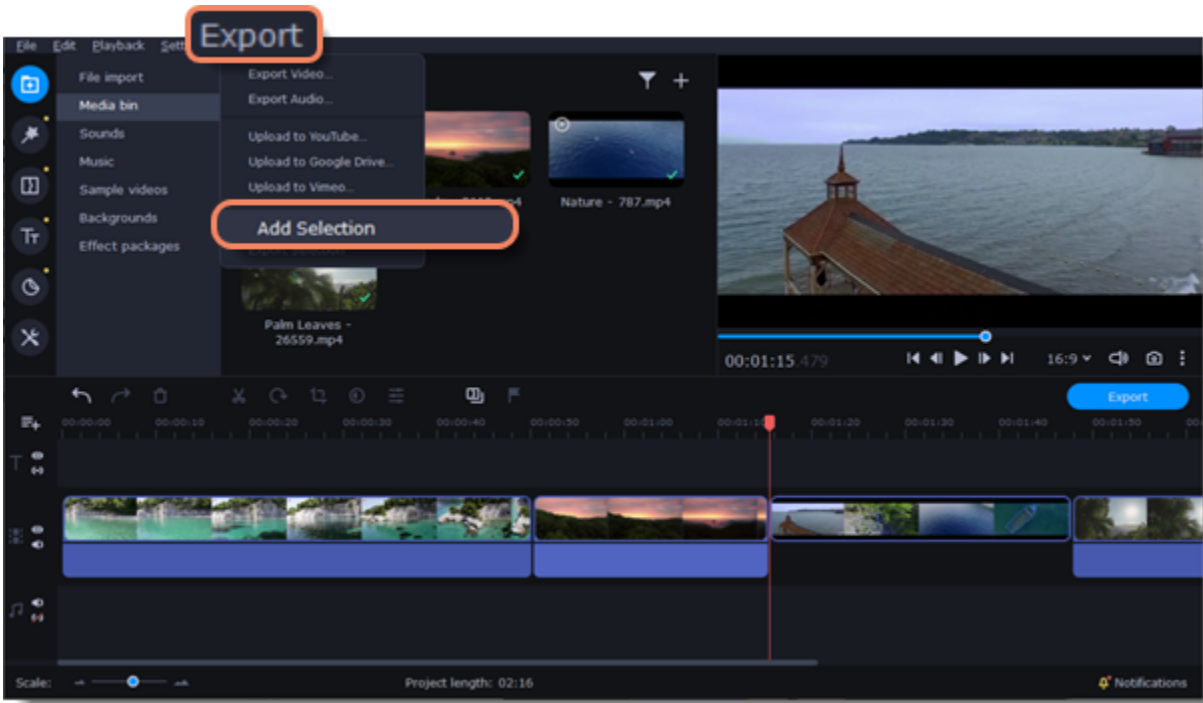 Export
File Edit Playback
File import
Media bin
Sounds
Music
Sample videos
Backgrounds
Effect packages
Export Video...
Export Audio...
Upload to YouTube...
Upload to Google Drive...
Upload to Vimeo...
Add Selection
Export Selection
Nature - 787.mp4
Palm Leaves -
26559.mp4
00:01:15.479
16:9
Export
00:00:00 00:00:10 00:00:20 00:00:30 00:00:40 00:00:50 00:01:00 00:01:20 00:01:30 00:01:40 00:01:50
Scale:
Project length: 02:16
Notifications